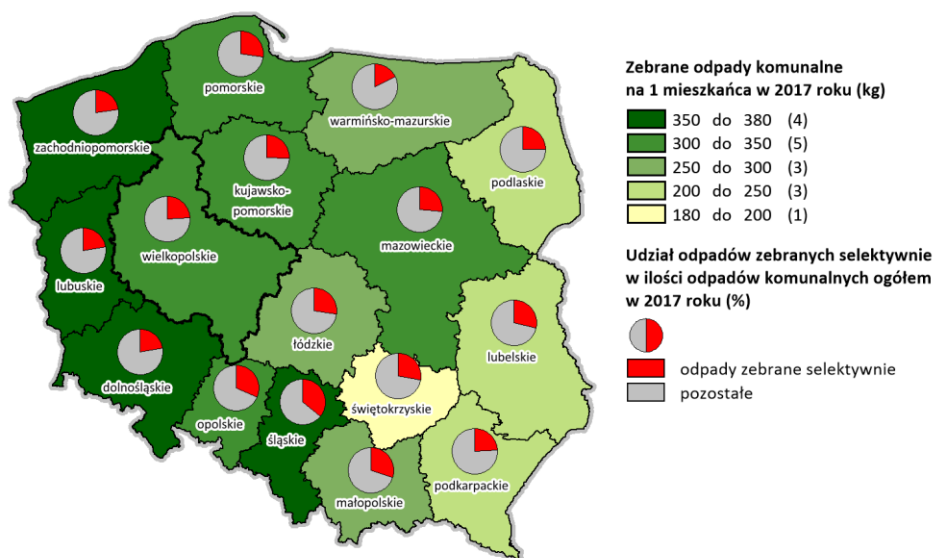 pomorskie
warmińsko-mazurskie
zachodniopomorskie
podlaskie
kujawsko-
pomorskie
mazowieckie
wielkopolskie
lubuskie
łódzkie
lubelskie
dolnośląskie
opolskie
śląskie
świętokrzyskie
małopolskie
podkarpackie
Zebrane odpady komunalne
na 1 mieszkańca w 2017 roku (kg)
350 do 380 (4)
300 do 350 (5)
250 do 300 (3)
200 do 250 (3)
180 do 200 (1)
Udział odpadów zebranych selektywnie
w ilości odpadów komunalnych ogółem
w 2017 roku (%)
odpady zebrane selektywnie
pozostałe